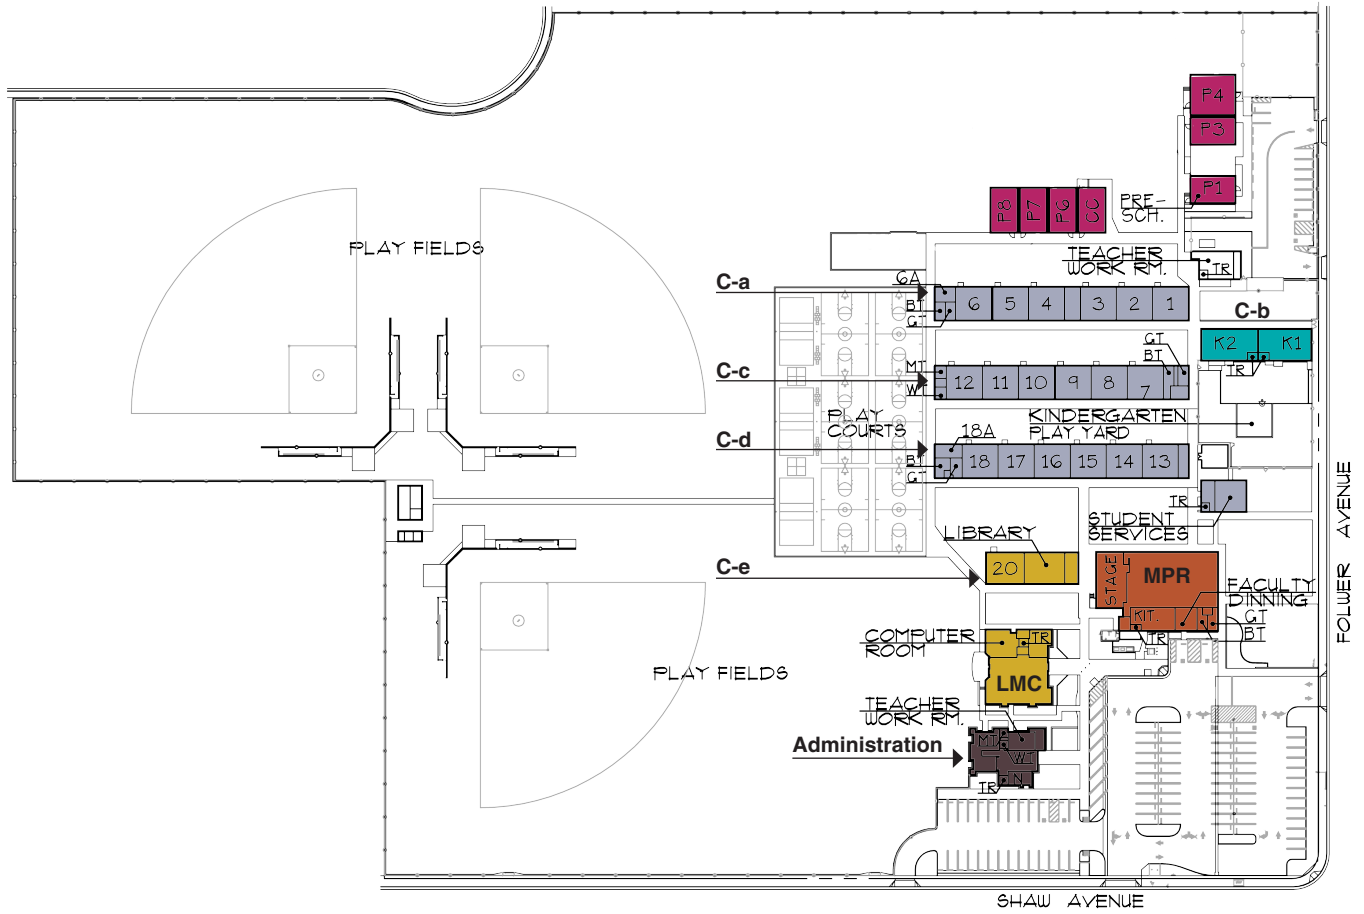 P4
P3
P1
PRE-
SCH.
P8
P7
P6
CC
PLAY FIELDS
TEACHER
WORK RM.
TR
C-a
6A
BT
GT
6 5 4 3 2 1
C-b
K2 K1
TR
GT
BT
C-c
MT
WT
12 11 10 9 8 7
PLAY
COURTS
KINDERGARTEN
PLAY YARD
C-d
18A
BT
GT
18 17 16 15 14 13
TR
STUDENT
SERVICES
FOLWER AVENUE
LIBRARY
20
C-e
STAGE
MPR
FACULTY
DINNING
KIT.
TR
GT
BT
COMPUTER
ROOM
TR
LMC
PLAY FIELDS
TEACHER
WORK RM.
Administration
MT
WT
TR
N
SHAW AVENUE